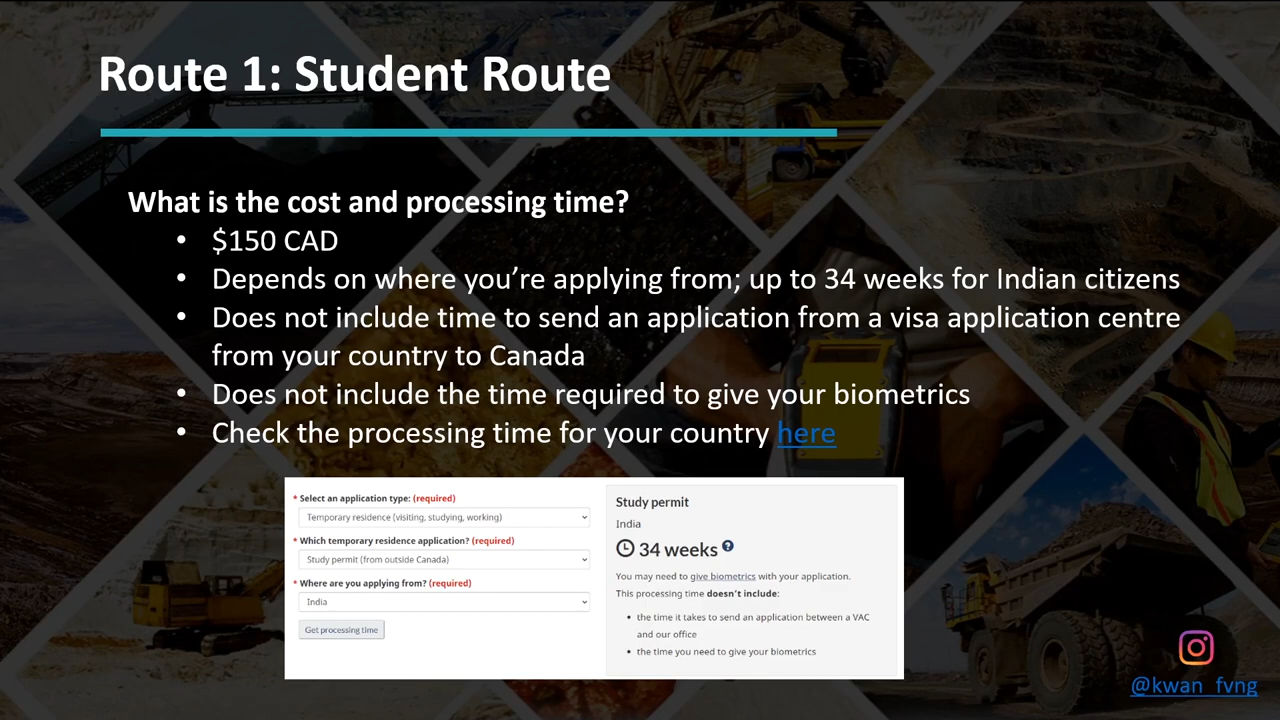 Route 1: Student Route
What is the cost and processing time?
• $150 CAD
• Depends on where you’re applying from; up to 34 weeks for Indian citizens
• Does not include time to send an application from a visa application centre
from your country to Canada
• Does not include the time required to give your biometrics
• Check the processing time for your country here
* Select an application type: (required)
Temporary residence (visiting, studying, working)
* Which temporary residence application? (required)
Study permit (from outside Canada)
* Where are you applying from? (required)
India
Get processing time
Study permit
India
34 weeks ?
You may need to give biometrics with your application.
This processing time doesn’t include:
• the time it takes to send an application between a VAC
and our office
• the time you need to give your biometrics
@kwan_fvng